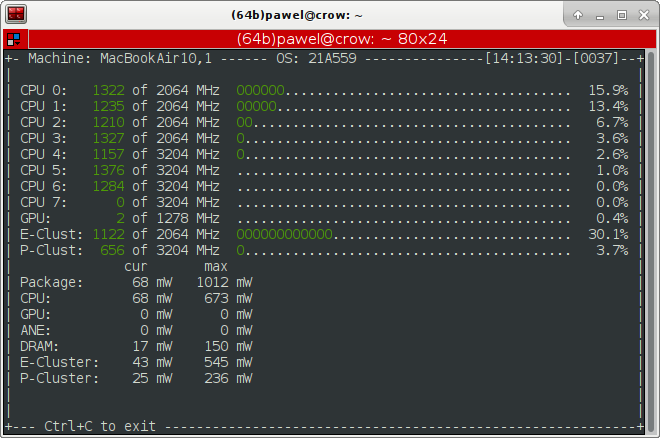 (64b)pawel@crow: ~
(64b)pawel@crow: ~ 80x24
+- Machine: MacBookAir10,1 ------ OS: 21A559 ---------------[14:13:30]-[0037]--+
|                                                                              |
| CPU 0:   1322 of 2064 MHz  000000....................................  15.9% |
| CPU 1:   1235 of 2064 MHz  00000.....................................  13.4% |
| CPU 2:   1210 of 2064 MHz  00........................................   6.7% |
| CPU 3:   1327 of 2064 MHz  0.........................................   3.6% |
| CPU 4:   1157 of 3204 MHz  0.........................................   2.6% |
| CPU 5:   1376 of 3204 MHz  ..........................................   1.0% |
| CPU 6:   1284 of 3204 MHz  ..........................................   0.0% |
| CPU 7:      0 of 3204 MHz  ..........................................   0.0% |
| GPU:        2 of 1278 MHz  ..........................................   0.4% |
| E-Clust: 1122 of 2064 MHz  000000000000..............................  30.1% |
| P-Clust:  656 of 3204 MHz  0.........................................   3.7% |
|              cur       max                                                   |
| Package:      68 mW   1012 mW                                                |
| CPU:          68 mW    673 mW                                                |
| GPU:           0 mW      0 mW                                                |
| ANE:           0 mW      0 mW                                                |
| DRAM:         17 mW    150 mW                                                |
| E-Cluster:    43 mW    545 mW                                                |
| P-Cluster:    25 mW    236 mW                                                |
|                                                                              |
|                                                                              |
+--- Ctrl+C to exit -----------------------------------------------------------+